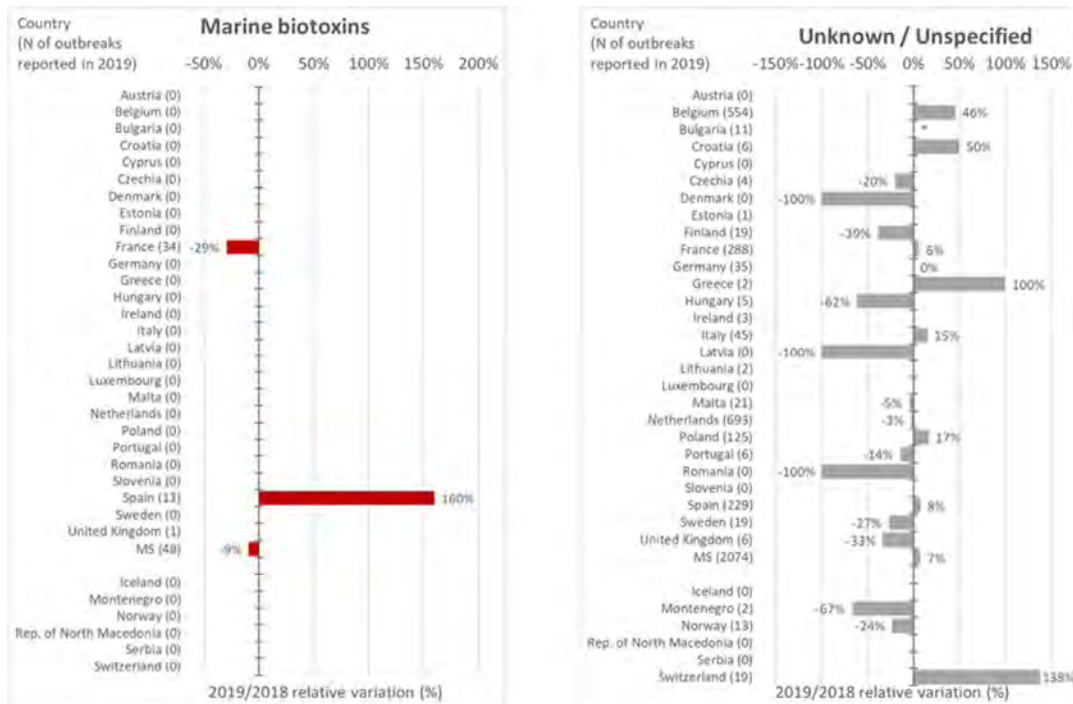 Country
(N of outbreaks
reported in 2019)
Marine biotoxins
-50% 0% 50% 100% 150% 200%
Austria (0)
Belgium (0)
Bulgaria (0)
Croatia (0)
Cyprus (0)
Czechia (0)
Denmark (0)
Estonia (0)
Finland (0)
France (34) -29%
Germany (0)
Greece (0)
Hungary (0)
Ireland (0)
Italy (0)
Latvia (0)
Lithuania (0)
Luxembourg (0)
Malta (0)
Netherlands (0)
Poland (0)
Portugal (0)
Romania (0)
Slovenia (0)
Spain (13) 160%
Sweden (0)
United Kingdom (1)
MS (48) -9%
Iceland (0)
Montenegro (0)
Norway (0)
Rep. of North Macedonia (0)
Serbia (0)
Switzerland (0)
2019/2018 relative variation (%)
Country
(N of outbreaks
reported in 2019)
Unknown / Unspecified
-150% -100% -50% 0% 50% 100% 150%
Austria (0)
Belgium (554) 46%
Bulgaria (11) *
Croatia (6) 50%
Cyprus (0)
Czechia (4) -20%
Denmark (0) -100%
Estonia (1)
Finland (19) -39%
France (288) 6%
Germany (35) 0%
Greece (2) 100%
Hungary (5) -62%
Ireland (3)
Italy (45) 15%
Latvia (0) -100%
Lithuania (2)
Luxembourg (0)
Malta (21) -5%
Netherlands (693) -3%
Poland (125) 17%
Portugal (6) -14%
Romania (0) -100%
Slovenia (0)
Spain (229) 8%
Sweden (19) -27%
United Kingdom (6) -33%
MS (2074) 7%
Iceland (0)
Montenegro (2) -67%
Norway (13) -24%
Rep. of North Macedonia (0)
Serbia (0)
Switzerland (19) 138%
2019/2018 relative variation (%)